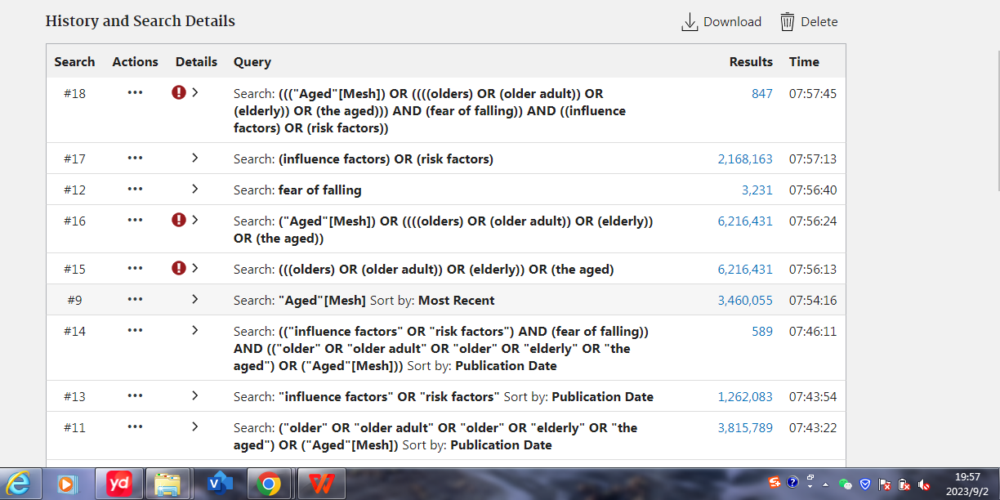 History and Search Details
Download
Delete
Search Actions Details Query Results Time
#18 ••• Search: ((("Aged"[Mesh]) OR ((((olders) OR (older adult)) OR 847 07:57:45
(elderly)) OR (the aged))) AND (fear of falling)) AND ((influence
factors) OR (risk factors))
#17 ••• Search: (influence factors) OR (risk factors) 2,168,163 07:57:13
#12 ••• Search: fear of falling 3,231 07:56:40
#16 ••• Search: ("Aged"[Mesh]) OR ((((olders) OR (older adult)) OR (elderly)) 6,216,431 07:56:24
OR (the aged))
#15 ••• Search: (((olders) OR (older adult)) OR (elderly)) OR (the aged) 6,216,431 07:56:13
#9 ••• Search: "Aged"[Mesh] Sort by: Most Recent 3,460,055 07:54:16
#14 ••• Search: (("influence factors" OR "risk factors") AND (fear of falling)) 589 07:46:11
AND (("older" OR "older adult" OR "older" OR "elderly" OR "the
aged") OR ("Aged"[Mesh])) Sort by: Publication Date
#13 ••• Search: "influence factors" OR "risk factors" Sort by: Publication Date 1,262,083 07:43:54
#11 ••• Search: ("older" OR "older adult" OR "older" OR "elderly" OR "the 3,815,789 07:43:22
aged") OR ("Aged"[Mesh]) Sort by: Publication Date
yd
19:57
2023/9/2